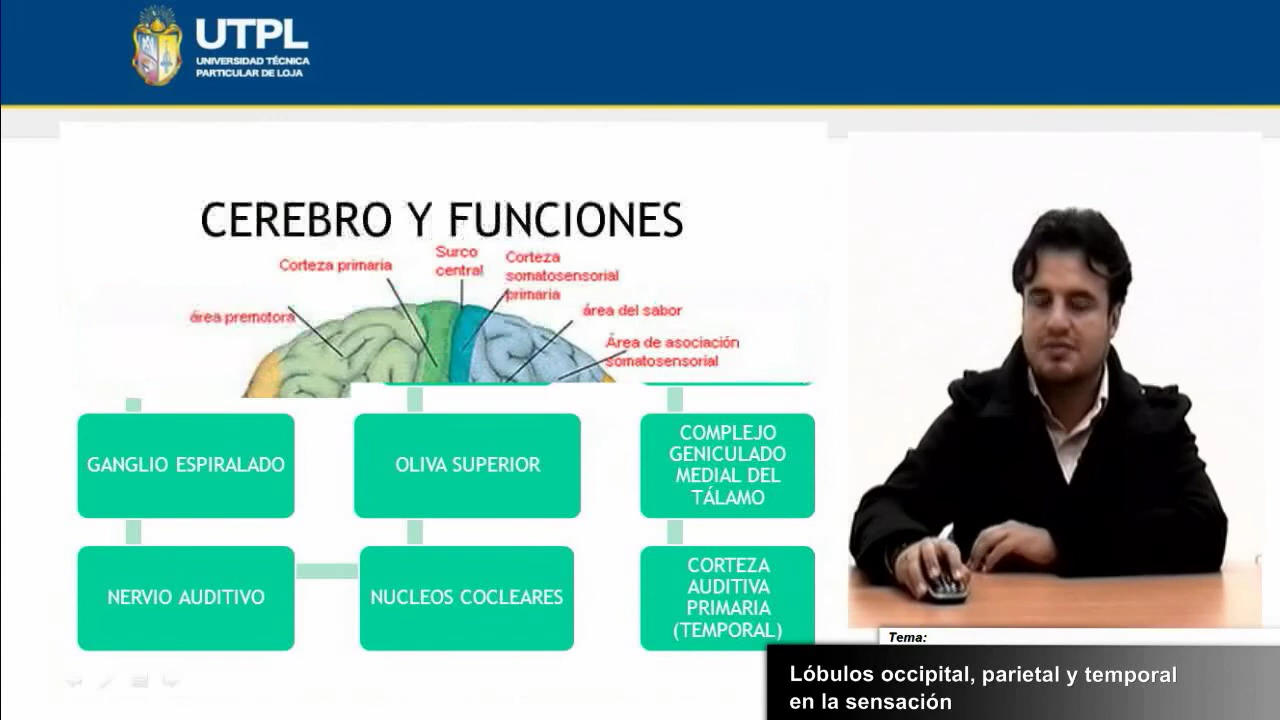 UTPL
UNIVERSIDAD TÉCNICA
PARTICULAR DE LOJA
CEREBRO Y FUNCIONES
Corteza primaria
Surco
central
Corteza
somatosensorial
primaria
área premotora
área del sabor
Área de asociación
somatosensorial
GANGLIO ESPIRALADO
OLIVA SUPERIOR
COMPLEJO
GENICULADO
MEDIAL DEL
TÁLAMO
NERVIO AUDITIVO
NUCLEOS COCLEARES
CORTEZA
AUDITIVA
PRIMARIA
(TEMPORAL)
Tema:
Lóbulos occipital, parietal y temporal
en la sensación